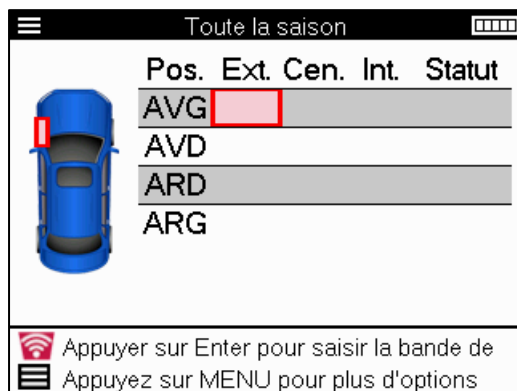 Toute la saison
Pos. Ext. Cen. Int. Statut
AVG
AVD
ARD
ARG
Appuyer sur Enter pour saisir la bande de
Appuyez sur MENU pour plus d'options